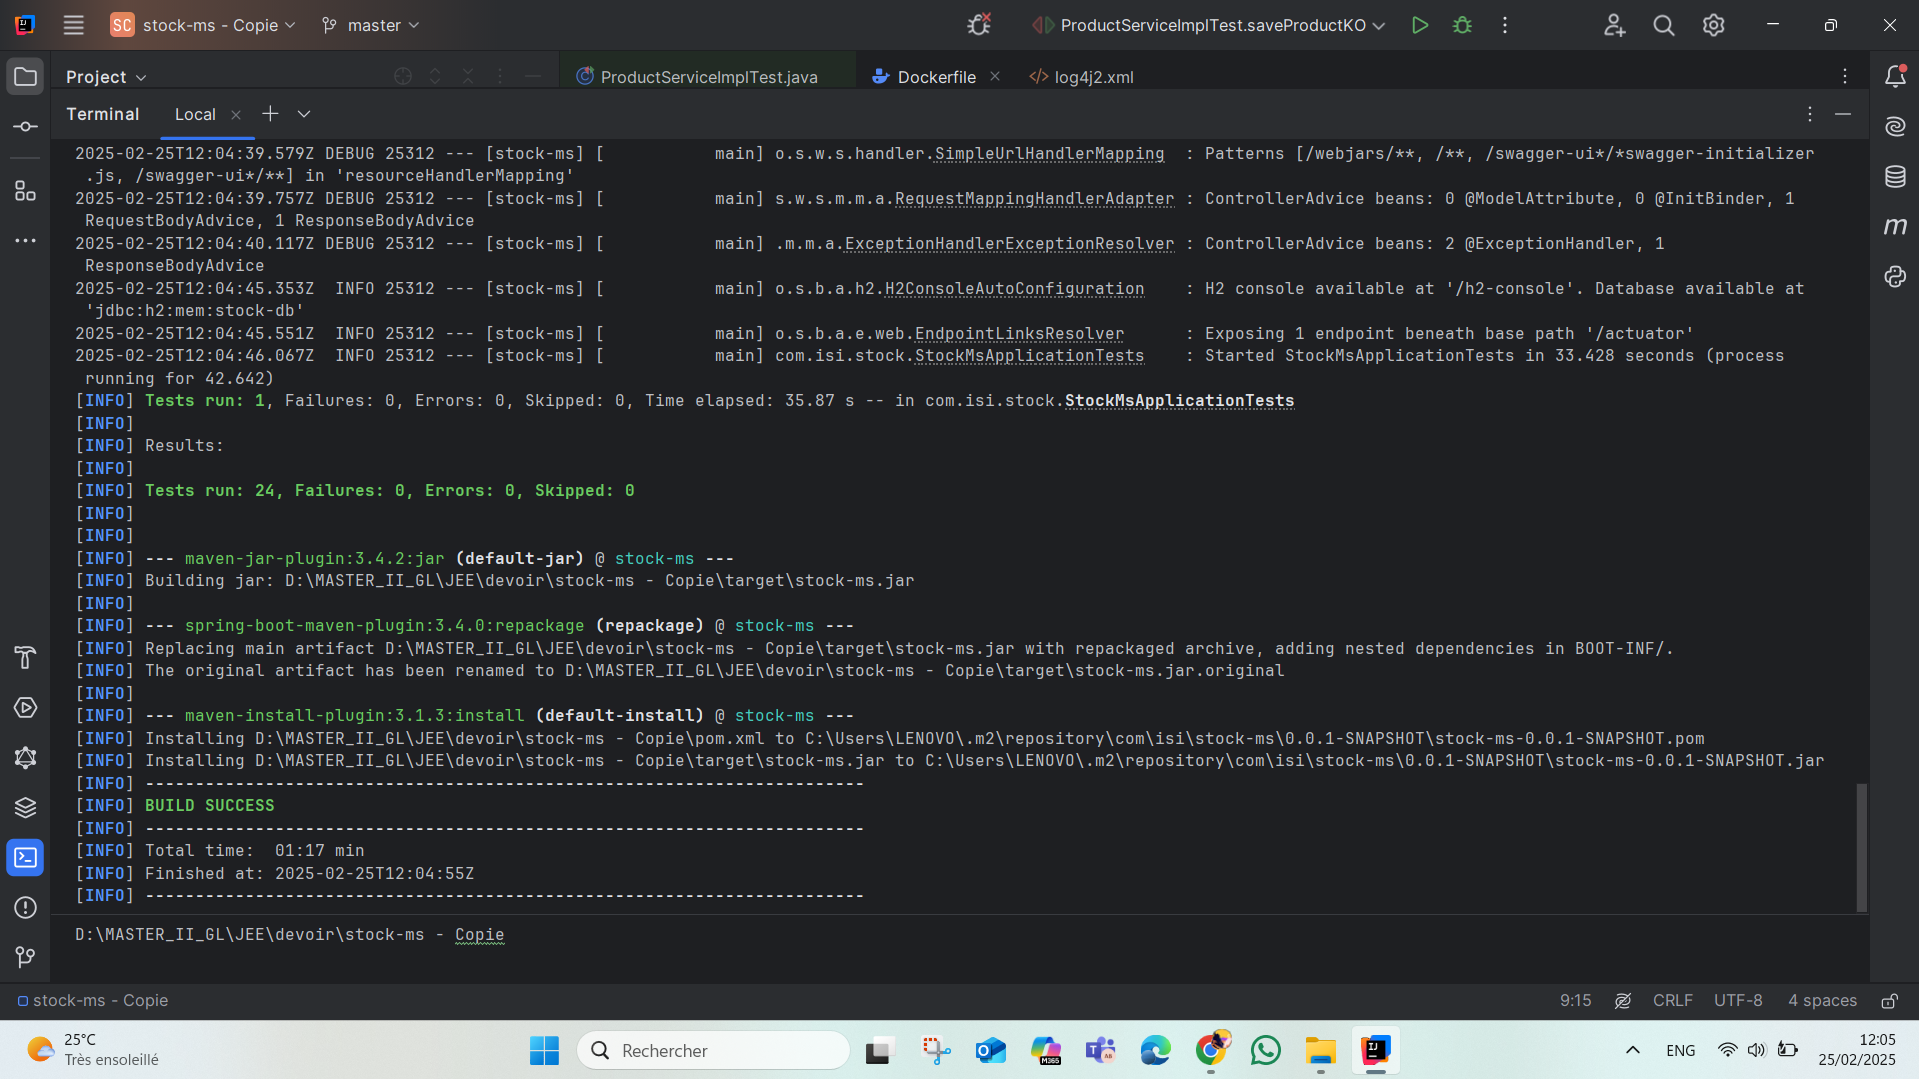 SC stock-ms - Copie master ProductServiceImplTest.saveProductKO
Project ProductServiceImplTest.java Dockerfile log4j2.xml
Terminal Local
2025-02-25T12:04:39.579Z DEBUG 25312 --- [stock-ms] [           main] o.s.w.s.handler.SimpleUrlHandlerMapping  : Patterns [/webjars/**, /**, /swagger-ui*/*swagger-initializer
.js, /swagger-ui*/**] in 'resourceHandlerMapping'
2025-02-25T12:04:39.757Z DEBUG 25312 --- [stock-ms] [           main] s.w.s.m.m.a.RequestMappingHandlerAdapter : ControllerAdvice beans: 0 @ModelAttribute, 0 @InitBinder, 1
RequestBodyAdvice, 1 ResponseBodyAdvice
2025-02-25T12:04:40.117Z DEBUG 25312 --- [stock-ms] [           main] .m.m.a.ExceptionHandlerExceptionResolver : ControllerAdvice beans: 2 @ExceptionHandler, 1
ResponseBodyAdvice
2025-02-25T12:04:45.353Z  INFO 25312 --- [stock-ms] [           main] o.s.b.a.h2.H2ConsoleAutoConfiguration    : H2 console available at '/h2-console'. Database available at
'jdbc:h2:mem:stock-db'
2025-02-25T12:04:45.551Z  INFO 25312 --- [stock-ms] [           main] o.s.b.a.e.web.EndpointLinksResolver      : Exposing 1 endpoint beneath base path '/actuator'
2025-02-25T12:04:46.067Z  INFO 25312 --- [stock-ms] [           main] com.isi.stock.StockMsApplicationTests    : Started StockMsApplicationTests in 33.428 seconds (process
running for 42.642)
[INFO] Tests run: 1, Failures: 0, Errors: 0, Skipped: 0, Time elapsed: 35.87 s -- in com.isi.stock.StockMsApplicationTests
[INFO]
[INFO] Results:
[INFO]
[INFO] Tests run: 24, Failures: 0, Errors: 0, Skipped: 0
[INFO]
[INFO]
[INFO] --- maven-jar-plugin:3.4.2:jar (default-jar) @ stock-ms ---
[INFO] Building jar: D:\MASTER_II_GL\JEE\devoir\stock-ms - Copie\target\stock-ms.jar
[INFO]
[INFO] --- spring-boot-maven-plugin:3.4.0:repackage (repackage) @ stock-ms ---
[INFO] Replacing main artifact D:\MASTER_II_GL\JEE\devoir\stock-ms - Copie\target\stock-ms.jar with repackaged archive, adding nested dependencies in BOOT-INF/.
[INFO] The original artifact has been renamed to D:\MASTER_II_GL\JEE\devoir\stock-ms - Copie\target\stock-ms.jar.original
[INFO]
[INFO] --- maven-install-plugin:3.1.3:install (default-install) @ stock-ms ---
[INFO] Installing D:\MASTER_II_GL\JEE\devoir\stock-ms - Copie\pom.xml to C:\Users\LENOVO\.m2\repository\com\isi\stock-ms\0.0.1-SNAPSHOT\stock-ms-0.0.1-SNAPSHOT.pom
[INFO] Installing D:\MASTER_II_GL\JEE\devoir\stock-ms - Copie\target\stock-ms.jar to C:\Users\LENOVO\.m2\repository\com\isi\stock-ms\0.0.1-SNAPSHOT\stock-ms-0.0.1-SNAPSHOT.jar
[INFO] ------------------------------------------------------------------------
[INFO] BUILD SUCCESS
[INFO] ------------------------------------------------------------------------
[INFO] Total time:  01:17 min
[INFO] Finished at: 2025-02-25T12:04:55Z
[INFO] ------------------------------------------------------------------------
D:\MASTER_II_GL\JEE\devoir\stock-ms - Copie
stock-ms - Copie 9:15 CRLF UTF-8 4 spaces
25°C
Très ensoleillé
Rechercher
M365
ENG
12:05
25/02/2025